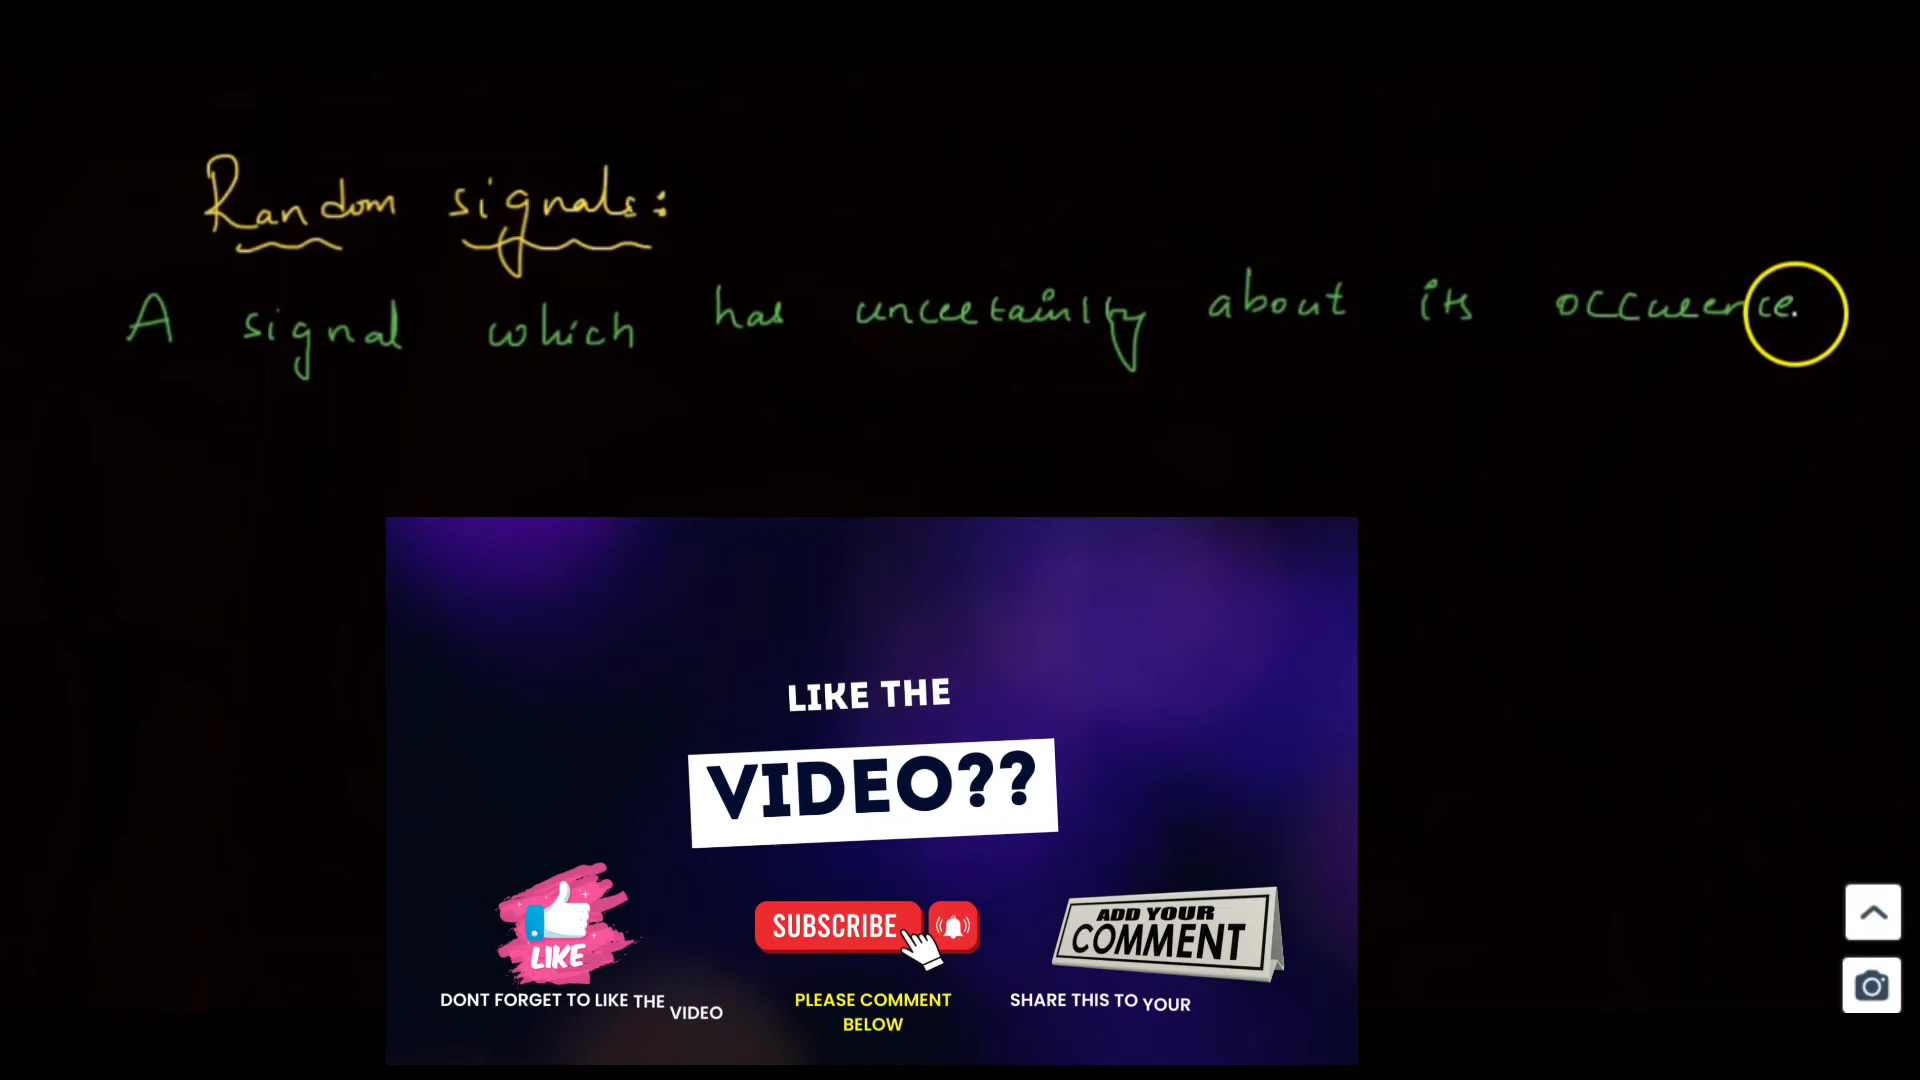 Random signals:
A signal which has uncertainity about its occurrence.
LIKE THE
VIDEO??
LIKE
SUBSCRIBE
ADD YOUR
COMMENT
DONT FORGET TO LIKE THE VIDEO
PLEASE COMMENT
BELOW
SHARE THIS TO YOUR